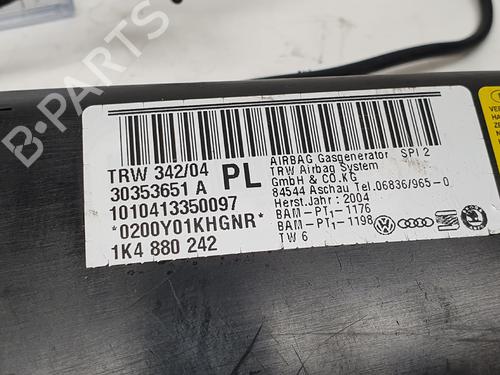 B-PARTS
TRW 342/04
30353651 A
PL
1010413350097
*0200Y01KHGNR*
1K4 880 242
AIRBAG Gasgenerator SPI 2
TRW Airbag System
GmbH & CO.KG
84544 Aschau Tel.06836/965-0
Herst.Jahr: 2004
BAM-PT1-1176
BAM-PT1-1198
TW 6